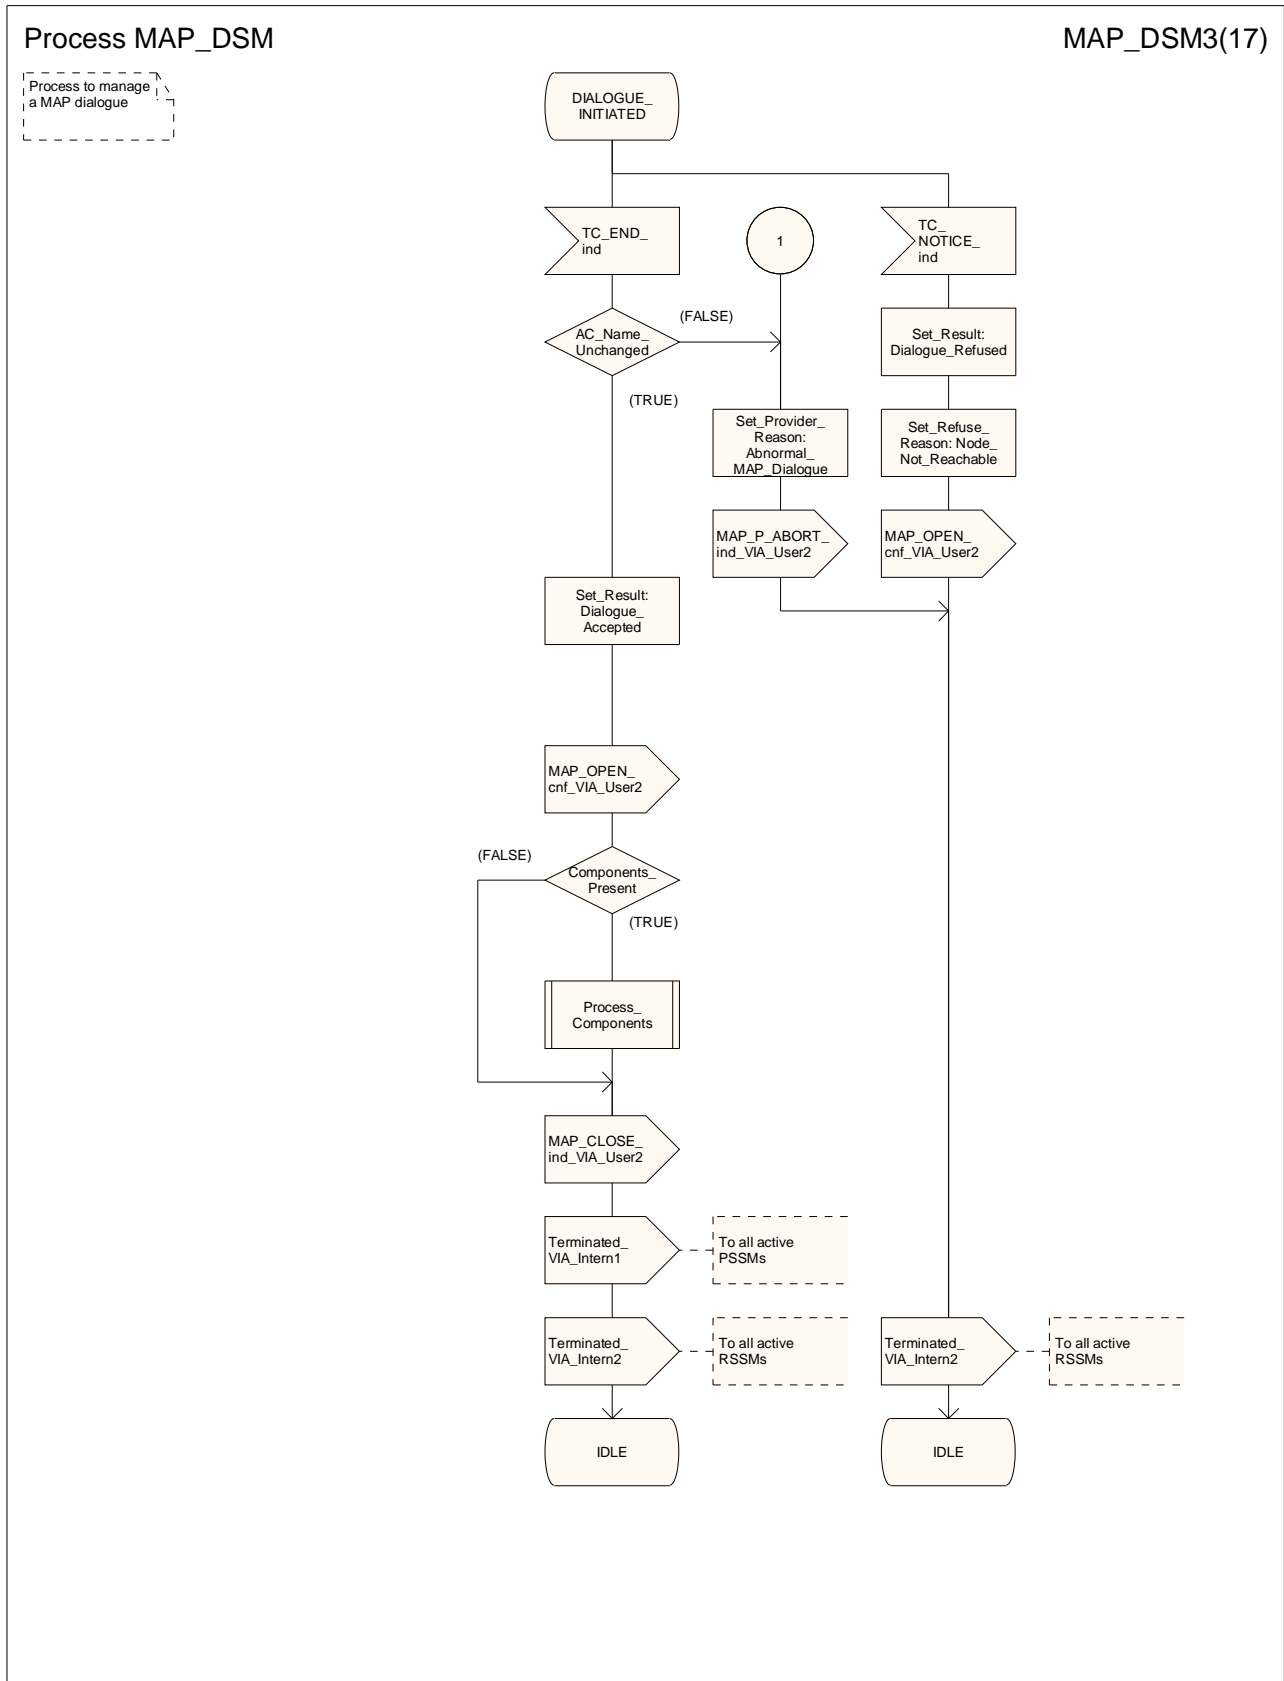 Process MAP_DSM
MAP_DSM3(17)
Process to manage
a MAP dialogue
DIALOGUE_
INITIATED
TC_END_
ind
1
TC_
NOTICE_
ind
AC_Name_
Unchanged
(FALSE)
(TRUE)
Set_Result:
Dialogue_Refused
Set_Provider_
Reason:
Abnormal_
MAP_Dialogue
Set_Refuse_
Reason: Node_
Not_Reachable
MAP_P_ABORT_
ind_VIA_User2
MAP_OPEN_
cnf_VIA_User2
Set_Result:
Dialogue_
Accepted
MAP_OPEN_
cnf_VIA_User2
(FALSE)
Components_
Present
(TRUE)
Process_
Components
MAP_CLOSE_
ind_VIA_User2
Terminated_
VIA_Intern1
To all active
PSSMs
Terminated_
VIA_Intern2
To all active
RSSMs
Terminated_
VIA_Intern2
To all active
RSSMs
IDLE
IDLE